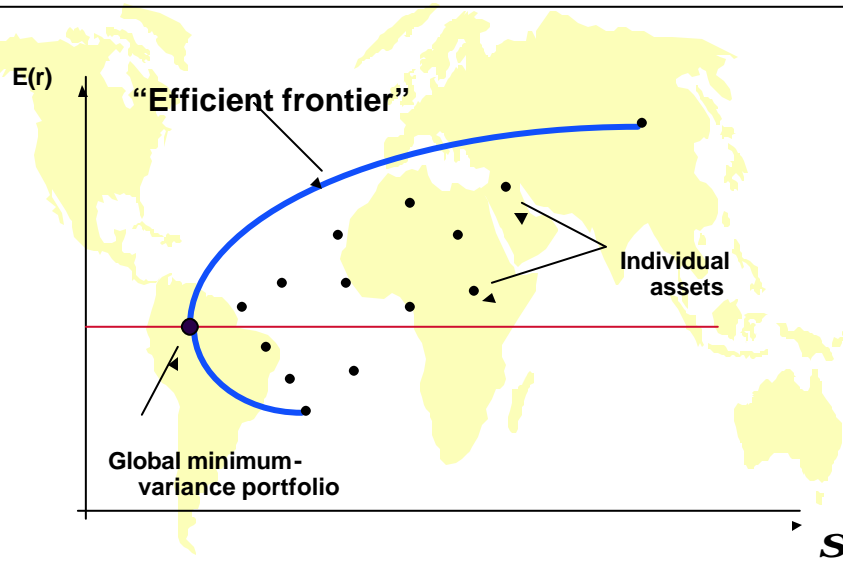 E(r)
“Efficient frontier”
Individual
assets
Global minimum-
variance portfolio
s